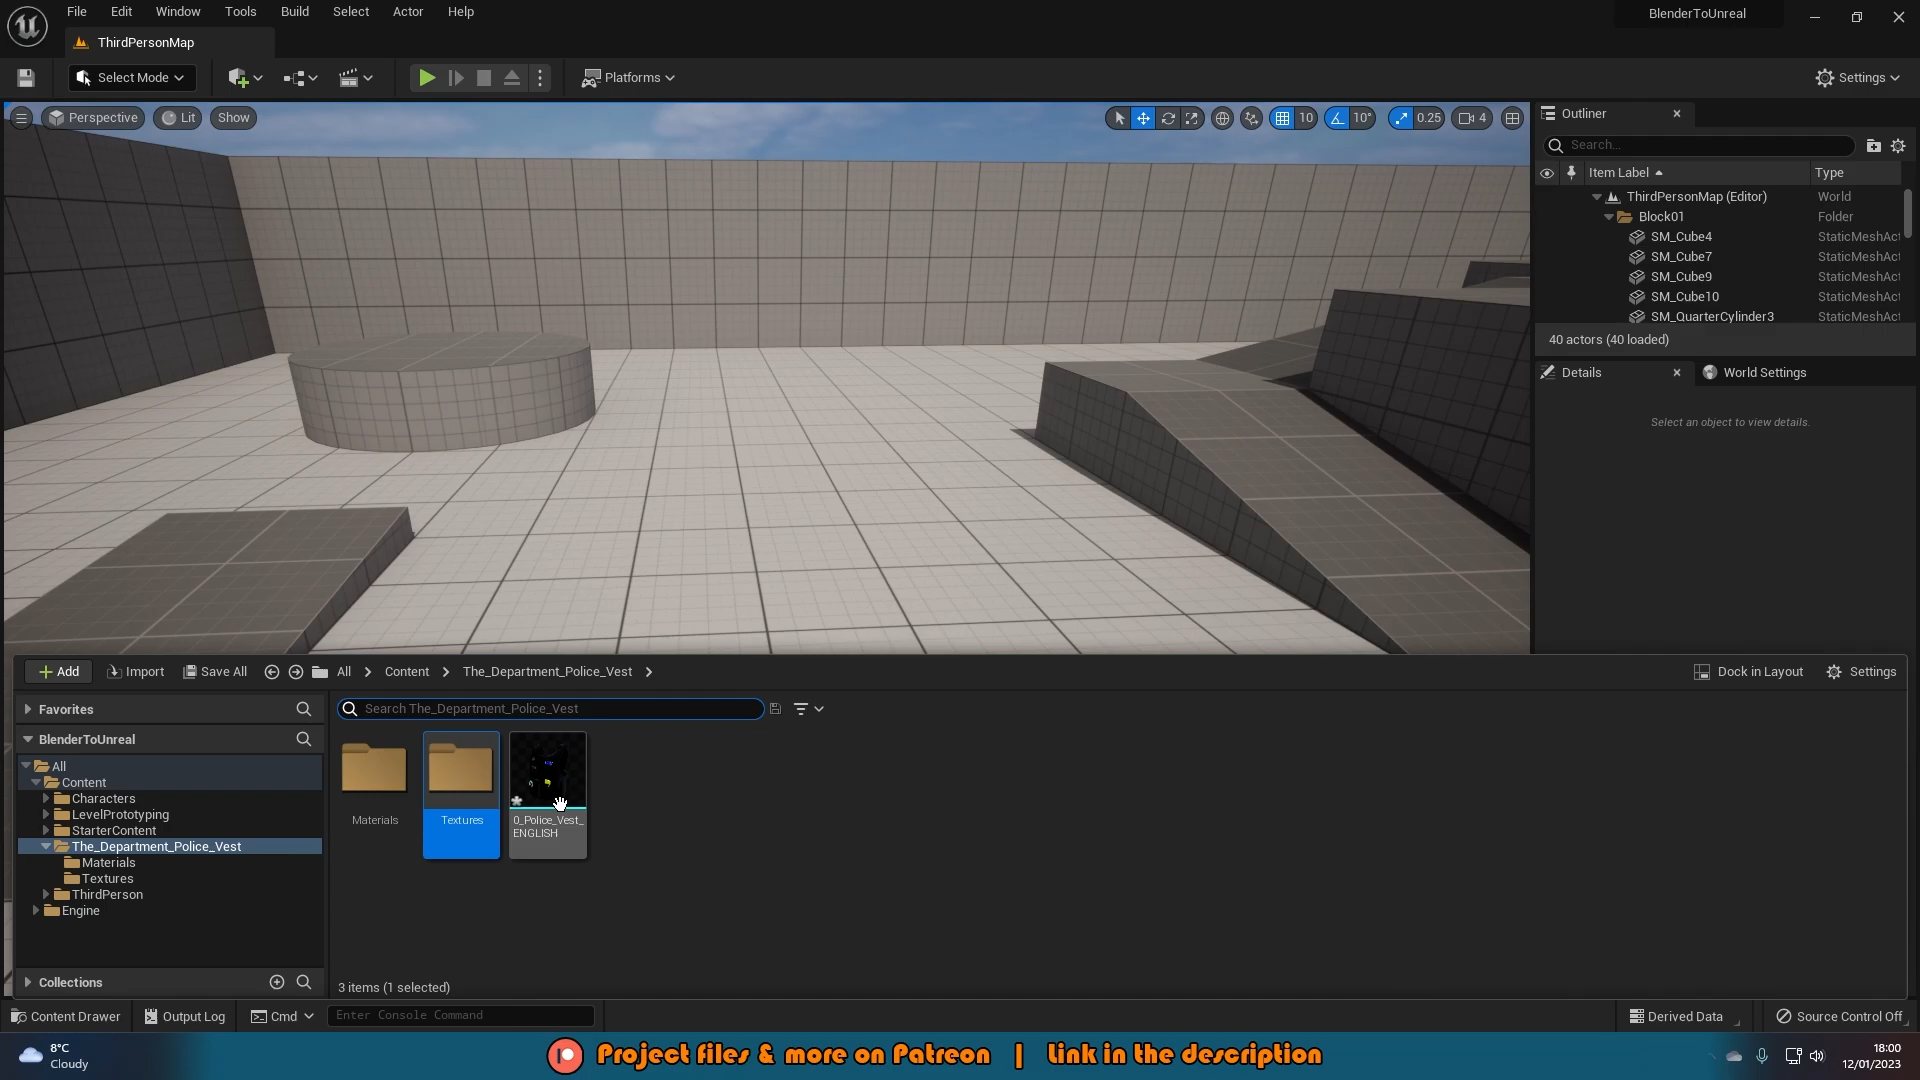 File Edit Window Tools Build Select Actor Help
BlenderToUnreal
ThirdPersonMap
Select Mode
Platforms
Settings
Perspective
Lit
Show
10
10°
0.25
4
Outliner
Search...
Item Label
Type
ThirdPersonMap (Editor) World
Block01 Folder
SM_Cube4 StaticMeshAct
SM_Cube7 StaticMeshAct
SM_Cube9 StaticMeshAct
SM_Cube10 StaticMeshAct
SM_QuarterCylinder3 StaticMeshAct
40 actors (40 loaded)
Details
World Settings
Select an object to view details.
Add
Import
Save All
All
Content
The_Department_Police_Vest
Dock in Layout
Settings
Favorites
Search The_Department_Police_Vest
BlenderToUnreal
All
Content
Characters
LevelPrototyping
StarterContent
The_Department_Police_Vest
Materials
Textures
ThirdPerson
Engine
Collections
Materials
Textures
0_Police_Vest_
ENGLISH
3 items (1 selected)
Content Drawer
Output Log
Cmd
Enter Console Command
Derived Data
Source Control Off
8°C
Cloudy
Project files & more on Patreon | Link in the description
18:00
12/01/2023